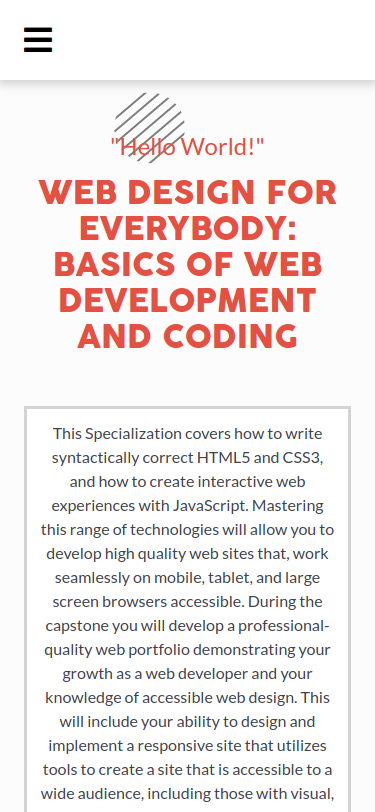 "Hello World!"
WEB DESIGN FOR
EVERYBODY:
BASICS OF WEB
DEVELOPMENT
AND CODING
This Specialization covers how to write
syntactically correct HTML5 and CSS3,
and how to create interactive web
experiences with JavaScript. Mastering
this range of technologies will allow you to
develop high quality web sites that, work
seamlessly on mobile, tablet, and large
screen browsers accessible. During the
capstone you will develop a professional-
quality web portfolio demonstrating your
growth as a web developer and your
knowledge of accessible web design. This
will include your ability to design and
implement a responsive site that utilizes
tools to create a site that is accessible to a
wide audience, including those with visual,